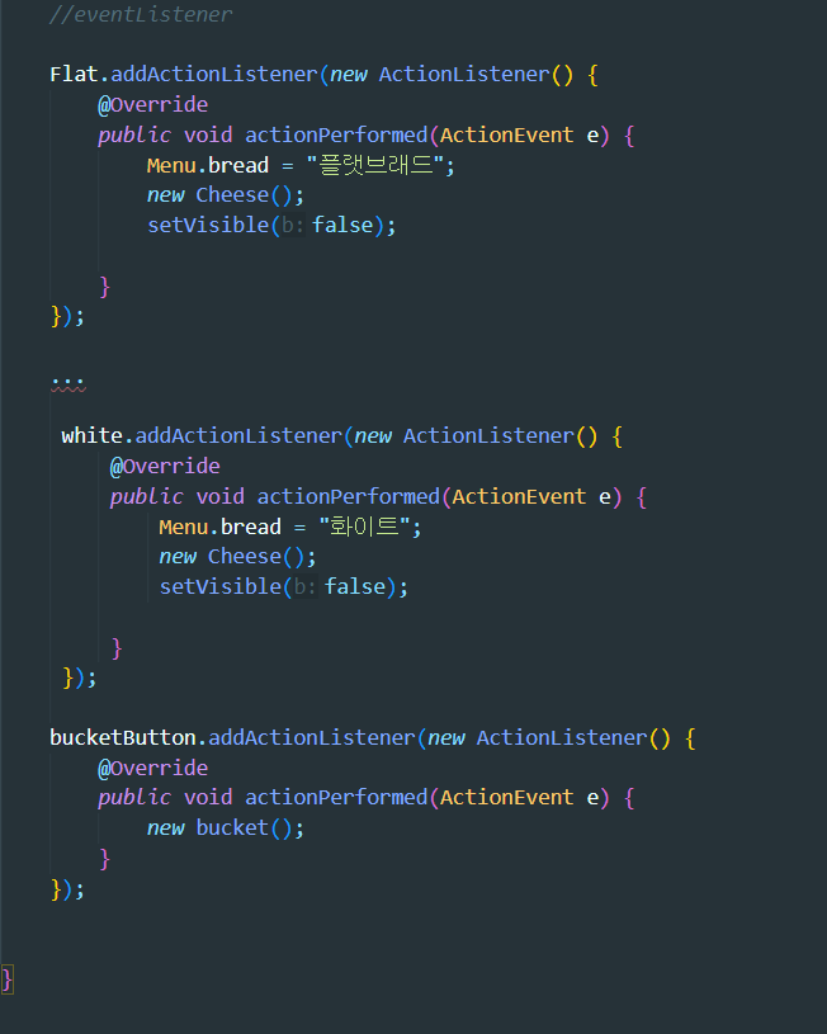 //eventListener
Flat.addActionListener(new ActionListener() {
@Override
public void actionPerformed(ActionEvent e) {
Menu.bread = "플랫브래드";
new Cheese();
setVisible(b: false);
}
});
...
white.addActionListener(new ActionListener() {
@Override
public void actionPerformed(ActionEvent e) {
Menu.bread = "화이트";
new Cheese();
setVisible(b: false);
}
});
bucketButton.addActionListener(new ActionListener() {
@Override
public void actionPerformed(ActionEvent e) {
new bucket();
}
});
}